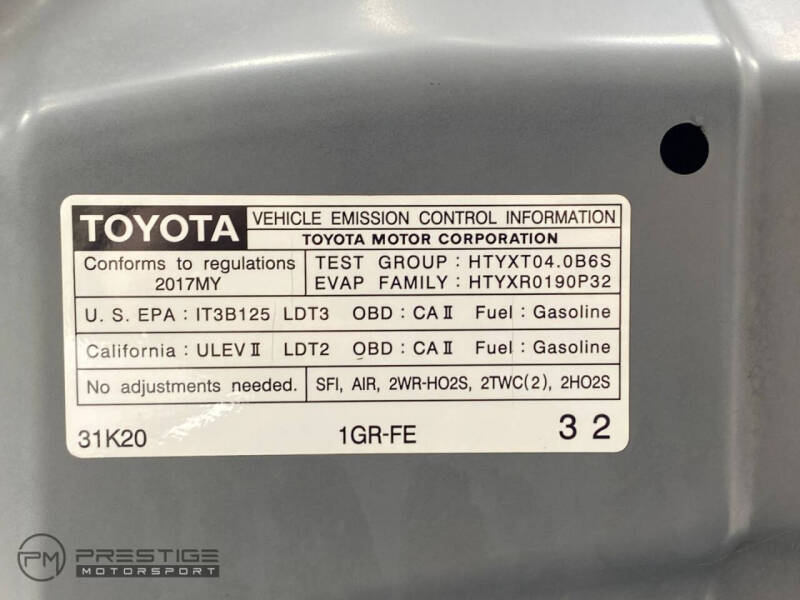 TOYOTA VEHICLE EMISSION CONTROL INFORMATION
TOYOTA MOTOR CORPORATION
Conforms to regulations 2017MY
TEST GROUP : HTYXT04.0B6S
EVAP FAMILY : HTYXR0190P32
U. S. EPA : IT3B125 LDT3 OBD : CA II Fuel : Gasoline
California : ULEV II LDT2 OBD : CA II Fuel : Gasoline
No adjustments needed. SFI, AIR, 2WR-HO2S, 2TWC(2), 2HO2S
31K20 1GR-FE 3 2
PM PRESTIGE
MOTORSPORT